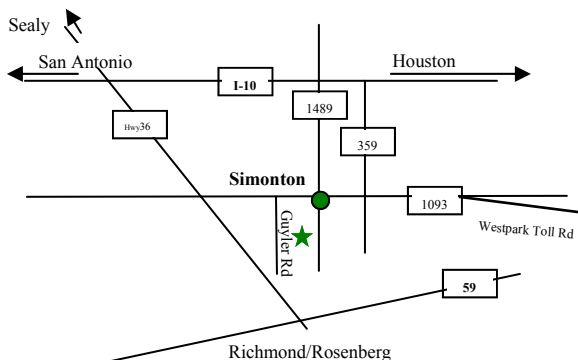 Sealy
San Antonio
Houston
I-10
1489
Hwy36
359
Simonton
1093
Guyler Rd
Westpark Toll Rd
59
Richmond/Rosenberg